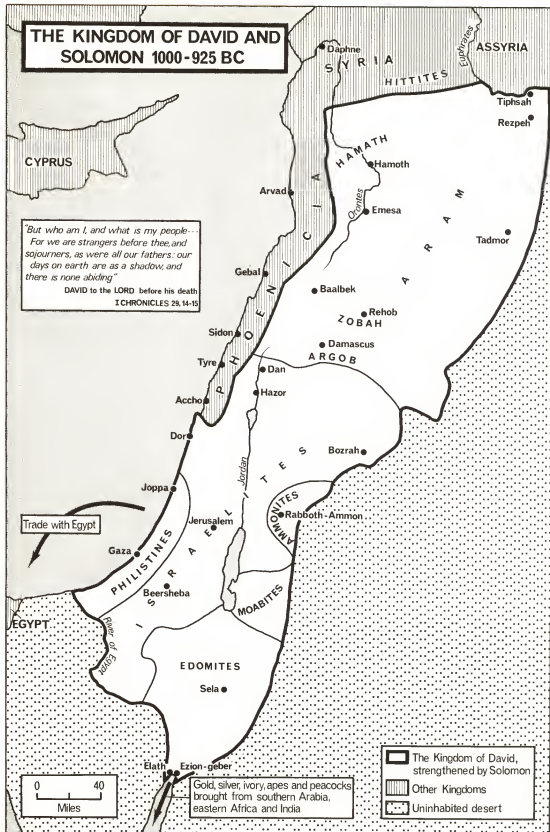 THE KINGDOM OF DAVID AND
SOLOMON 1000-925 BC
Daphne
SYRIA
HITTITES
Euphrates
ASSYRIA
Tiphsah
Rezpeh
CYPRUS
HAMATH
Hamoth
Arvad
Orontes
Emesa
ARAM
Tadmor
"But who am I, and what is my people---
For we are strangers before thee, and
sojourners, as were all our fathers: our
days on earth are as a shadow, and
there is none abiding"
DAVID to the LORD before his death
I CHRONICLES 29, 14-15
Gebal
PHOENICIA
Baalbek
Rehob
ZOBAH
Sidon
Damascus
ARGOB
Tyre
Dan
Hazor
Accho
Dor
Bozrah
Jordan
ISRAELITES
Joppa
AMMONITES
Rabboth-Ammon
Trade with Egypt
Jerusalem
Gaza
PHILISTINES
Beersheba
MOABITES
EGYPT
River of
Egypt
EDOMITES
Sela
Elath
Ezion-geber
Gold, silver, ivory, apes and peacocks
brought from southern Arabia,
eastern Africa and India
0 40
Miles
The Kingdom of David,
strengthened by Solomon
Other Kingdoms
Uninhabited desert